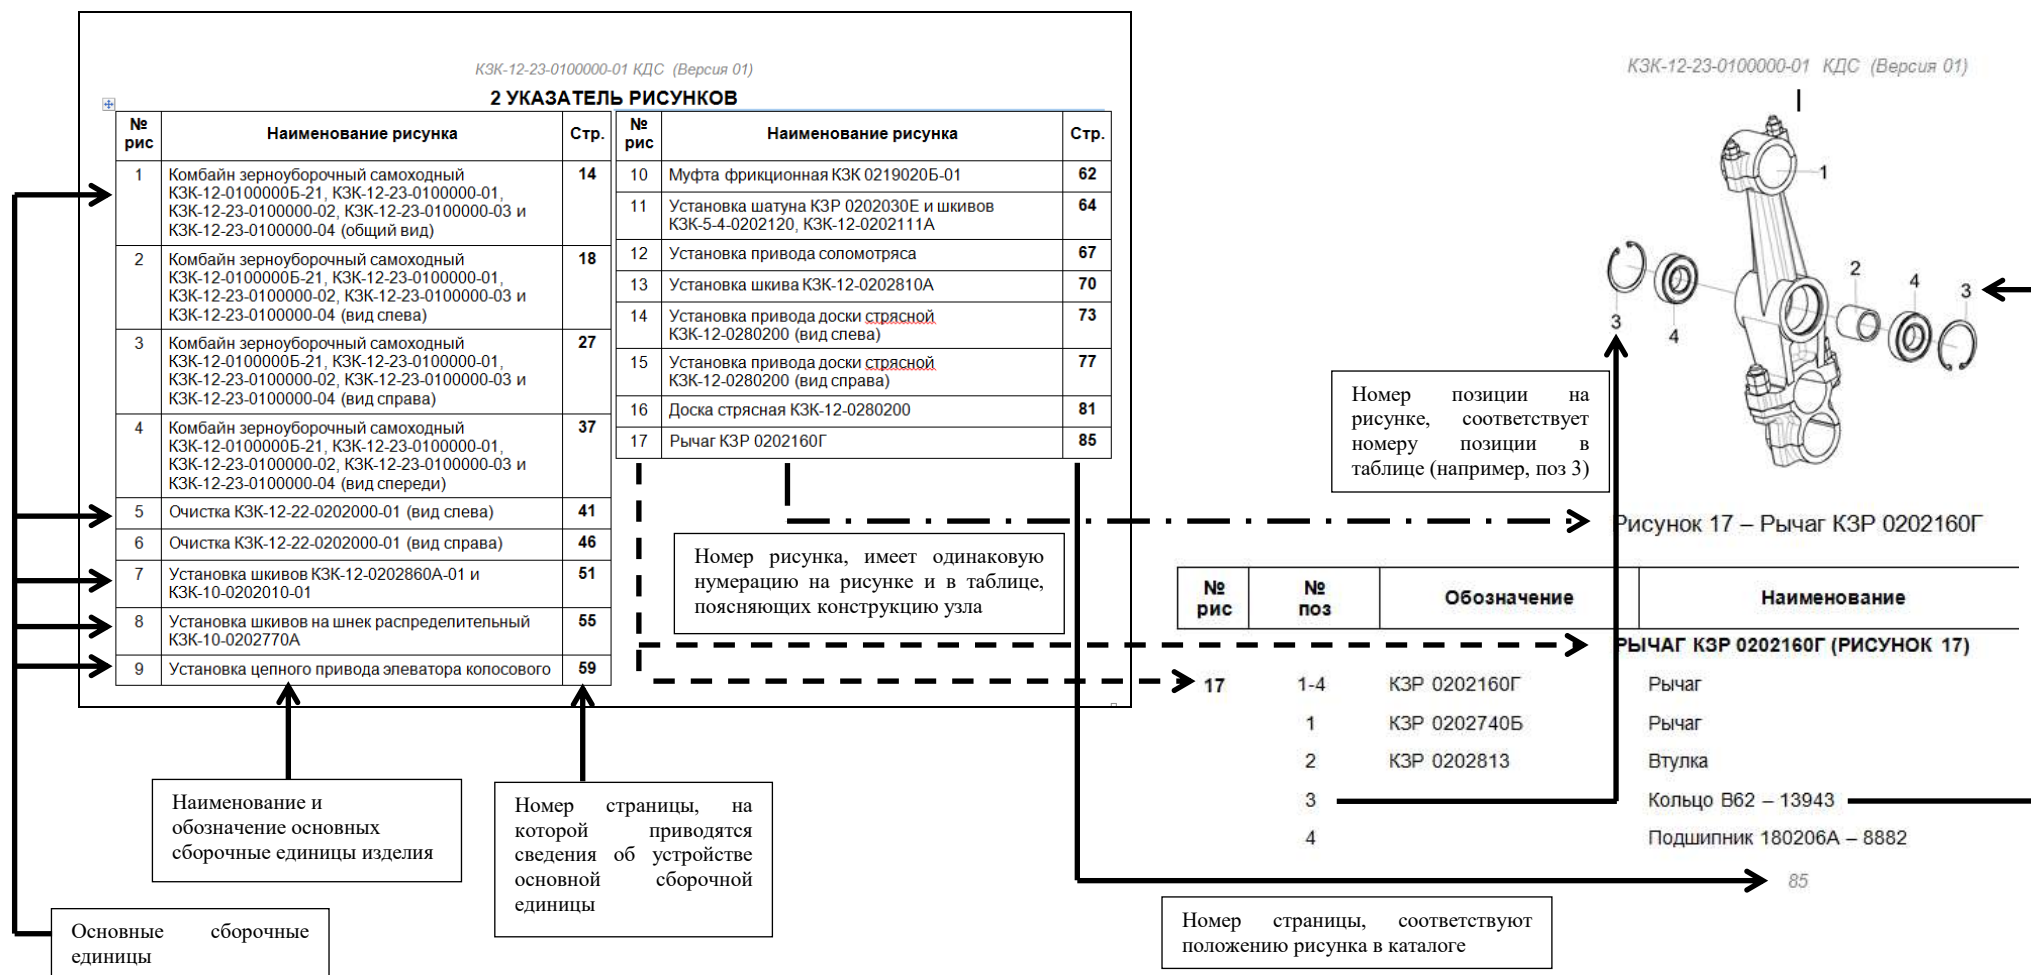 КЗК-12-23-0100000-01 КДС (Версия 01)
2 УКАЗАТЕЛЬ РИСУНКОВ
№ рис
Наименование рисунка
Стр.
1
Комбайн зерноуборочный самоходный
КЗК-12-0100000Б-21, КЗК-12-23-0100000-01,
КЗК-12-23-0100000-02, КЗК-12-23-0100000-03 и
КЗК-12-23-0100000-04 (общий вид)
14
2
Комбайн зерноуборочный самоходный
КЗК-12-0100000Б-21, КЗК-12-23-0100000-01,
КЗК-12-23-0100000-02, КЗК-12-23-0100000-03 и
КЗК-12-23-0100000-04 (вид слева)
18
3
Комбайн зерноуборочный самоходный
КЗК-12-0100000Б-21, КЗК-12-23-0100000-01,
КЗК-12-23-0100000-02, КЗК-12-23-0100000-03 и
КЗК-12-23-0100000-04 (вид справа)
27
4
Комбайн зерноуборочный самоходный
КЗК-12-0100000Б-21, КЗК-12-23-0100000-01,
КЗК-12-23-0100000-02, КЗК-12-23-0100000-03 и
КЗК-12-23-0100000-04 (вид спереди)
37
5
Очистка КЗК-12-22-0202000-01 (вид слева)
41
6
Очистка КЗК-12-22-0202000-01 (вид справа)
46
7
Установка шкивов КЗК-12-0202860А-01 и
КЗК-10-0202010-01
51
8
Установка шкивов на шнек распределительный
КЗК-10-0202770А
55
9
Установка цепного привода элеватора колосового
59
№ рис
Наименование рисунка
Стр.
10
Муфта фрикционная КЗК 0219020Б-01
62
11
Установка шатуна КЗР 0202030Е и шкивов
КЗК-5-4-0202120, КЗК-12-0202111А
64
12
Установка привода соломотряса
67
13
Установка шкива КЗК-12-0202810А
70
14
Установка привода доски стрясной
КЗК-12-0280200 (вид слева)
73
15
Установка привода доски стрясной
КЗК-12-0280200 (вид справа)
77
16
Доска стрясная КЗК-12-0280200
81
17
Рычаг КЗР 0202160Г
85
Номер рисунка, имеет одинаковую
нумерацию на рисунке и в таблице,
поясняющих конструкцию узла
Наименование и
обозначение основных
сборочные единицы изделия
Номер страницы, на
которой приводятся
сведения об устройстве
основной сборочной
единицы
Основные сборочные
единицы
КЗК-12-23-0100000-01 КДС (Версия 01)
1
2
4
3
3
4
Номер позиции на
рисунке, соответствует
номеру позиции в
таблице (например, поз 3)
Рисунок 17 – Рычаг КЗР 0202160Г
№ рис
№ поз
Обозначение
Наименование
РЫЧАГ КЗР 0202160Г (РИСУНОК 17)
17 1-4 КЗР 0202160Г Рычаг
1 КЗР 0202740Б Рычаг
2 КЗР 0202813 Втулка
3 Кольцо В62 – 13943
4 Подшипник 180206А – 8882
85
Номер страницы, соответствуют
положению рисунка в каталоге